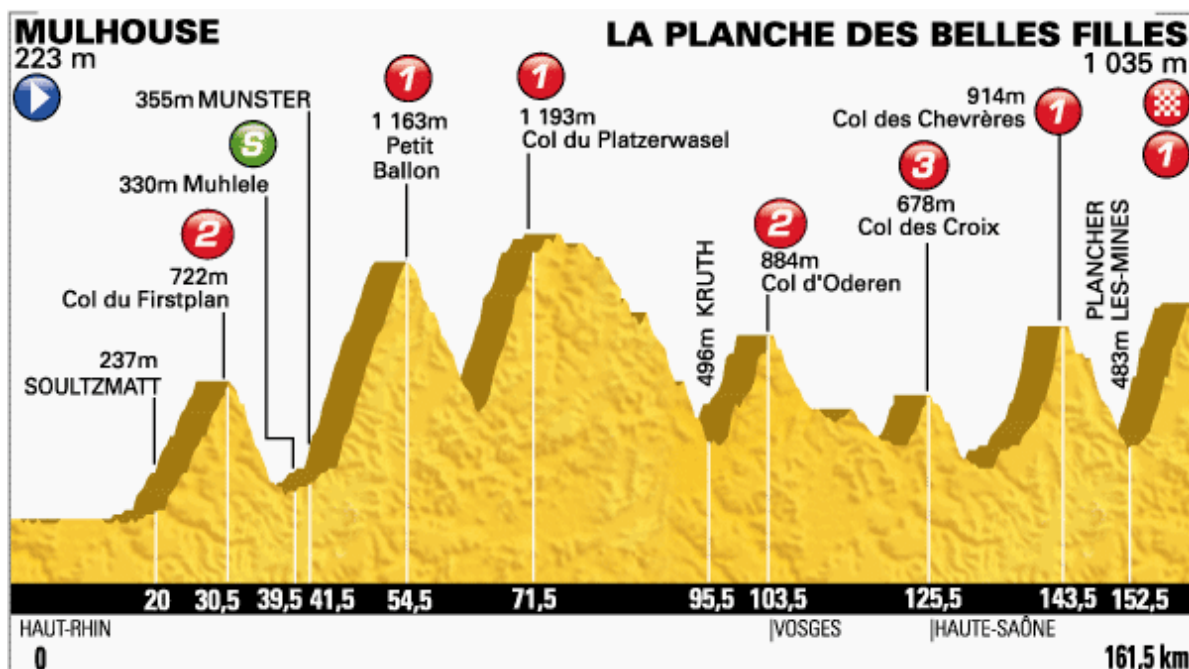 MULHOUSE
223 m
LA PLANCHE DES BELLES FILLES
1 035 m
355m MUNSTER
S
330m Muhlele
2
722m
Col du Firstplan
237m
SOULTZMATT
1
1 163m
Petit
Ballon
1
1 193m
Col du Platzerwasel
496m KRUTH
2
884m
Col d'Oderen
3
678m
Col des Croix
914m
Col des Chevrères
1
PLANCHER
483m LES-MINES
1
20 30,5 39,5 41,5 54,5 71,5 95,5 103,5 125,5 143,5 152,5
HAUT-RHIN |VOSGES |HAUTE-SAÔNE
0 161,5 km